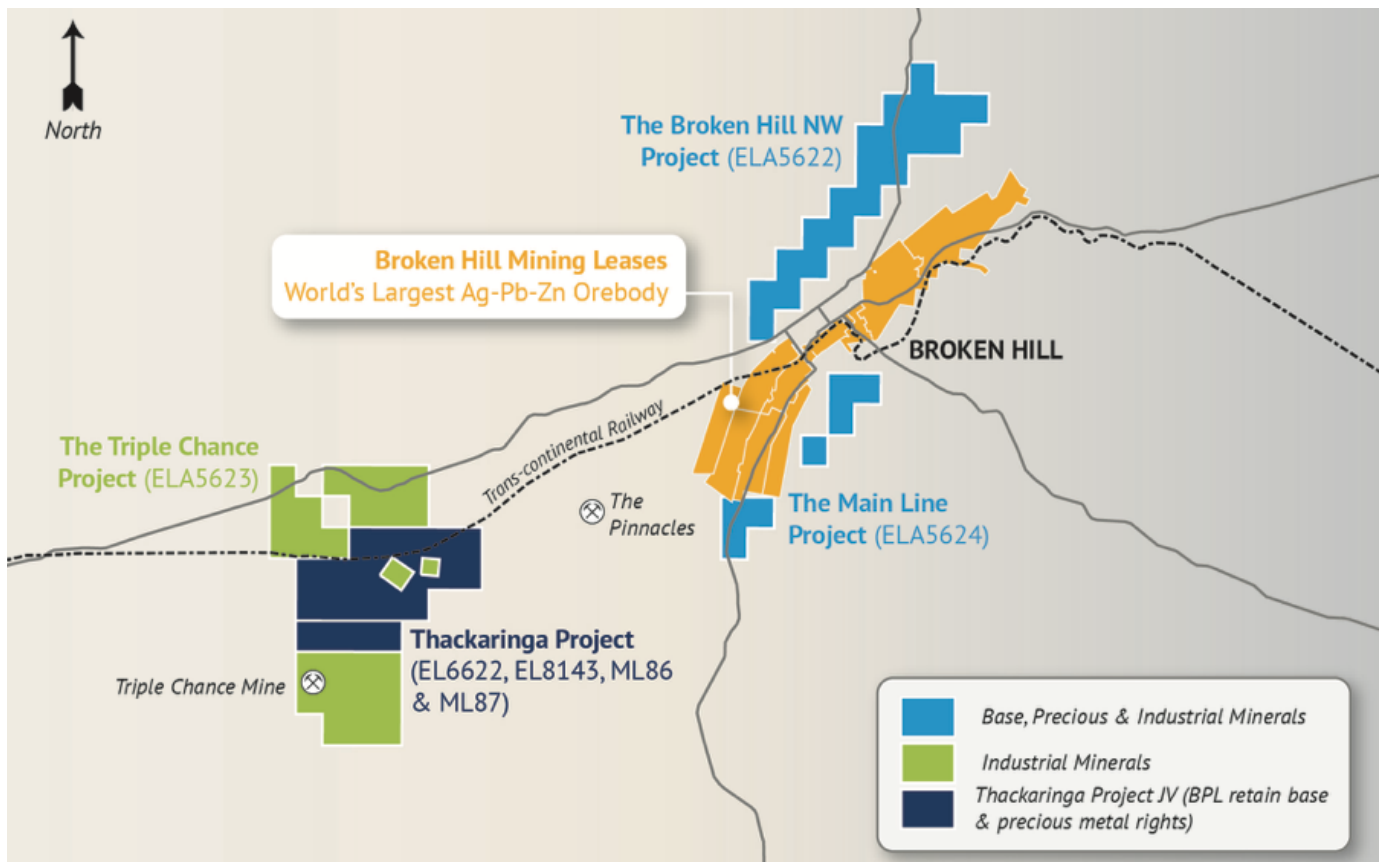 North
The Broken Hill NW
Project (ELA5622)
Broken Hill Mining Leases
World's Largest Ag-Pb-Zn Orebody
BROKEN HILL
The Triple Chance
Project (ELA5623)
Trans-continental Railway
The
Pinnacles
The Main Line
Project (ELA5624)
Thackaringa Project
(EL6622, EL8143, ML86
& ML87)
Triple Chance Mine
Base, Precious & Industrial Minerals
Industrial Minerals
Thackaringa Project JV (BPL retain base
& precious metal rights)